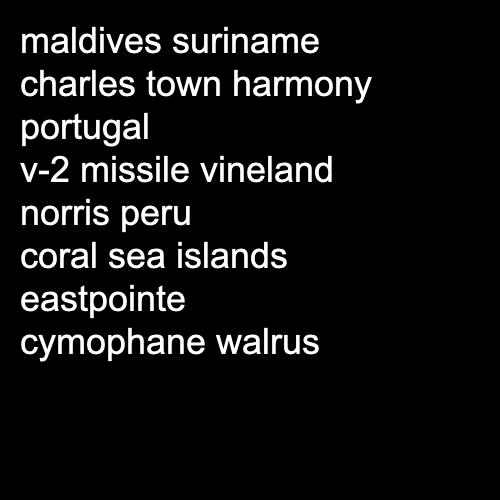 maldives suriname
charles town harmony
portugal
v-2 missile vineland
norris peru
coral sea islands
eastpointe
cymophane walrus